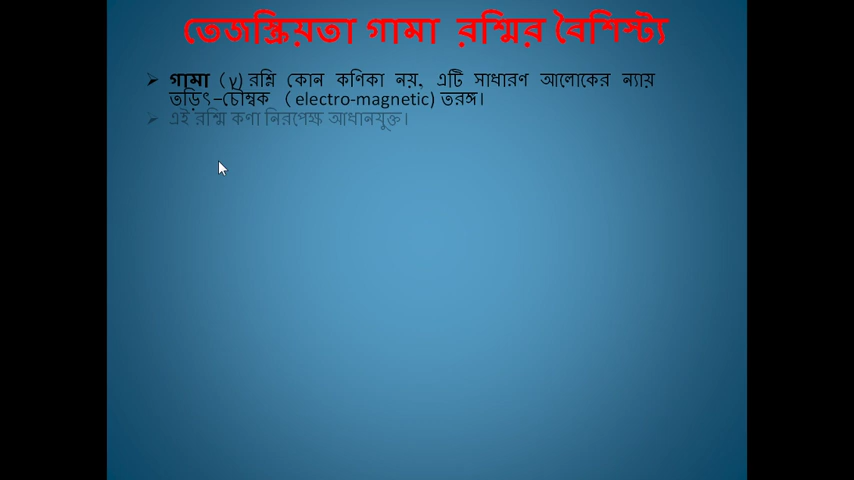 তেজস্ক্রিয়তা গামা রশ্মির বৈশিস্ট্য
➢ গামা (γ) রশ্নি কোন কণিকা নয়, এটি সাধারণ আলোকের ন্যায়
তড়িৎ–চৌম্বক ( electro-magnetic) তরঙ্গ।
➢ এই রশ্মি কণা নিরপেক্ষ আধানযুক্ত।